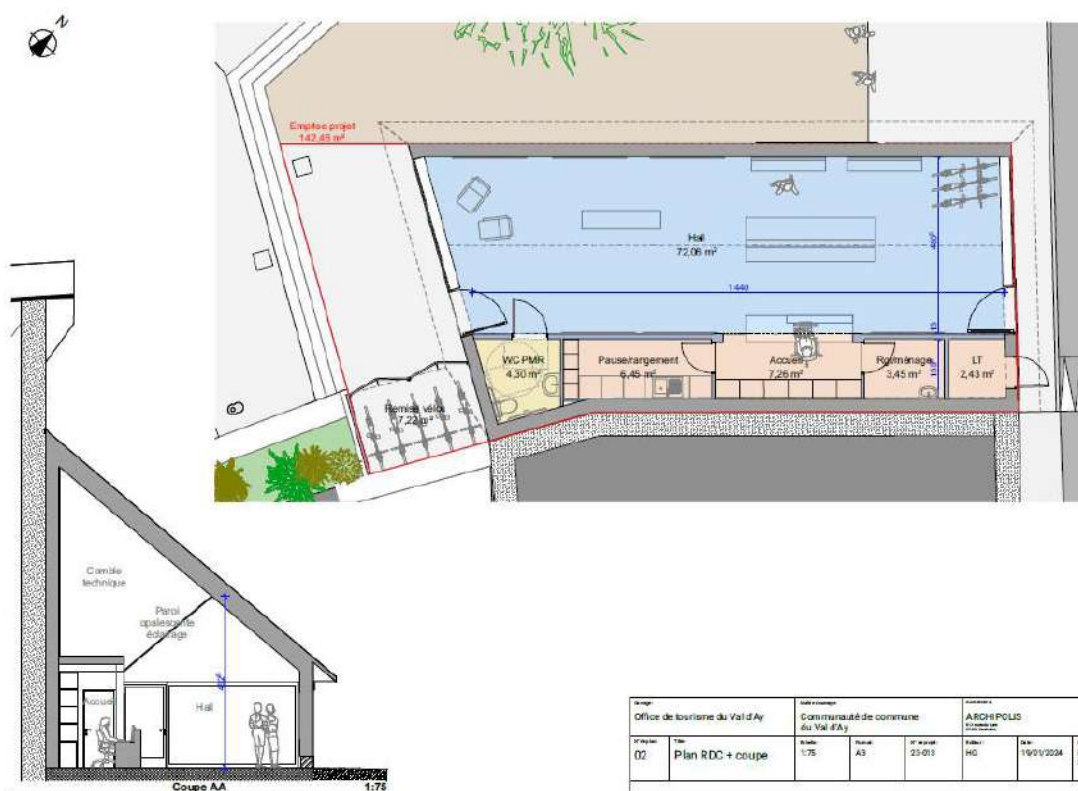 N
Emprise projet
142,45 m²
Hall
72,06 m²
1440
WC PMR
4,30 m²
Pause/rangement
6,45 m²
Accueil
7,26 m²
Rgt/ménage
3,45 m²
LT
2,43 m²
Remise vélos
7,22 m²
Comble
technique
Paroi
opalescente
éclairage
Accueil
Hall
Coupe AA
1:75
Office de tourisme du Val d'Ay
Communauté de commune
du Val d'Ay
ARCHIPOLIS
02
Plan RDC + coupe
1:75
A3
HG
19/01/2024